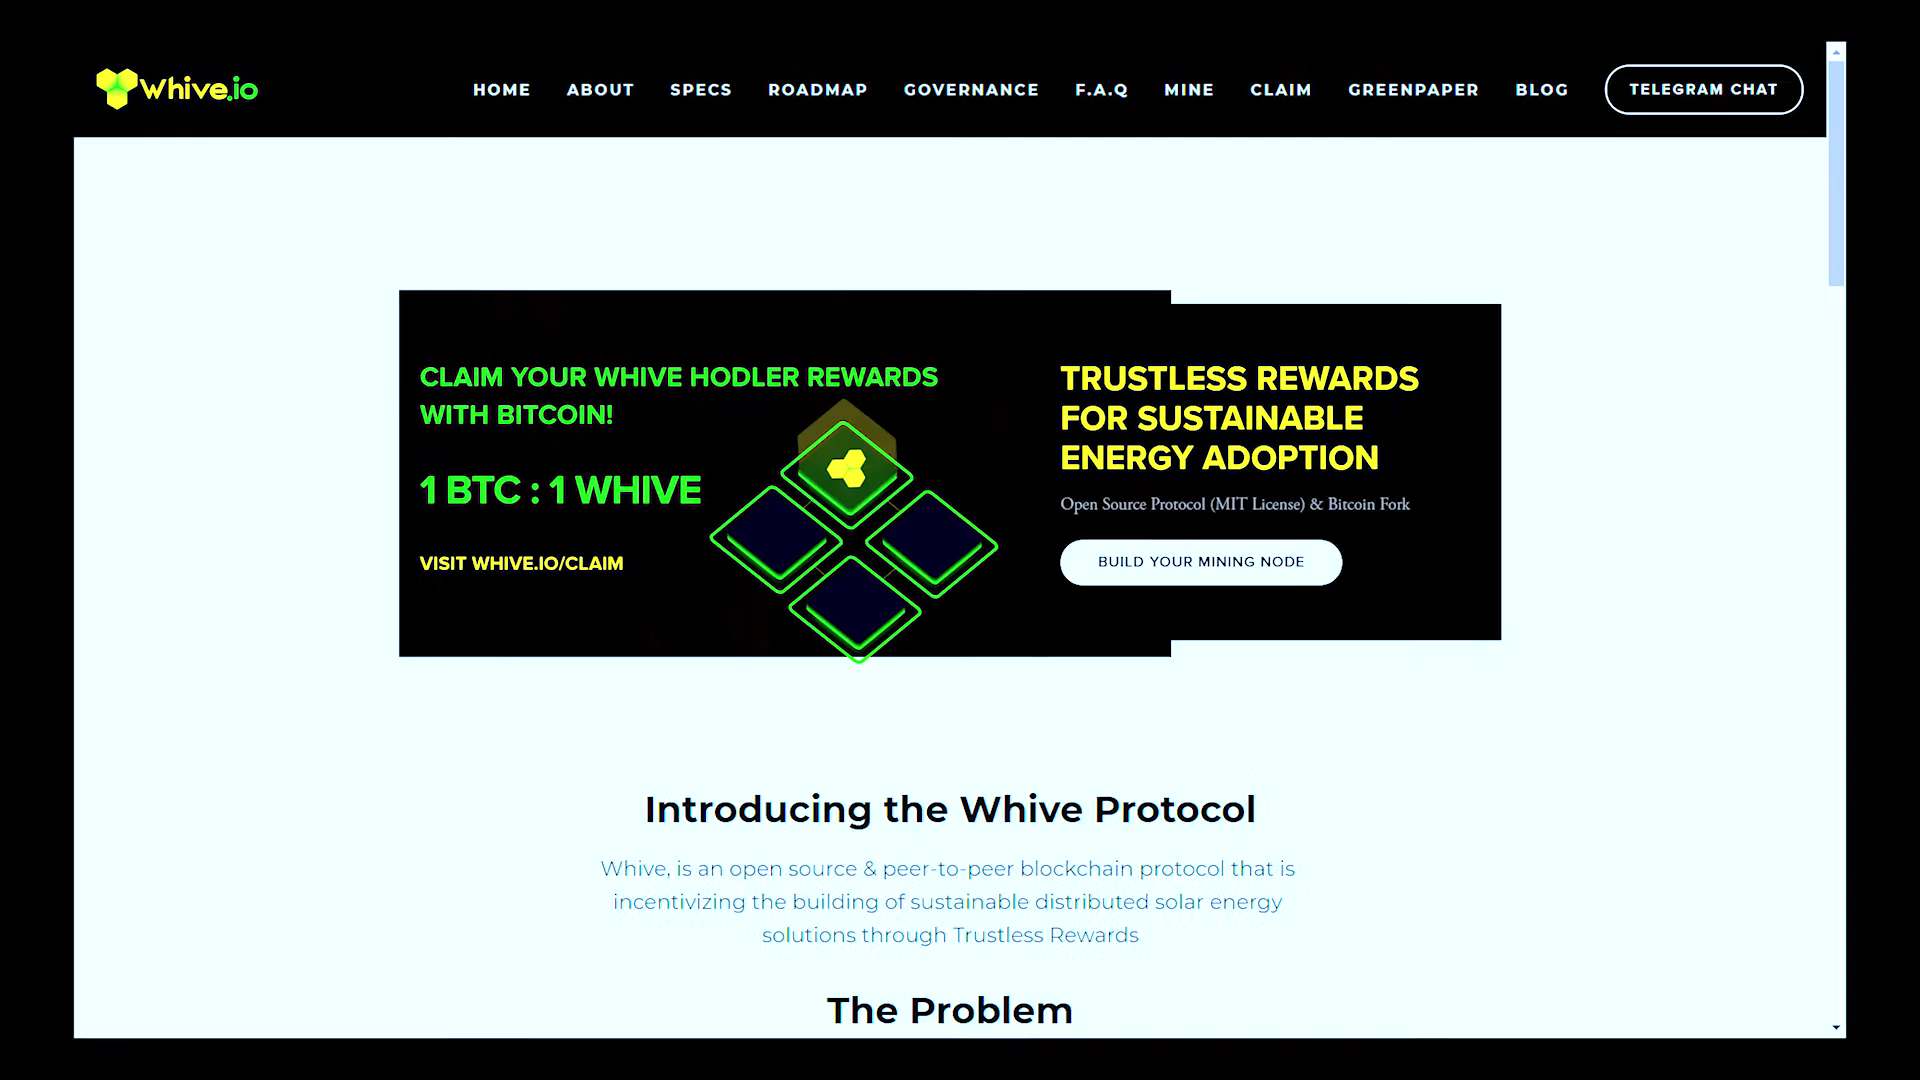 whive.io
HOME ABOUT SPECS ROADMAP GOVERNANCE F.A.Q MINE CLAIM GREENPAPER BLOG TELEGRAM CHAT
CLAIM YOUR WHIVE HODLER REWARDS
WITH BITCOIN!
1 BTC : 1 WHIVE
VISIT WHIVE.IO/CLAIM
TRUSTLESS REWARDS
FOR SUSTAINABLE
ENERGY ADOPTION
Open Source Protocol (MIT License) & Bitcoin Fork
BUILD YOUR MINING NODE
Introducing the Whive Protocol
Whive, is an open source & peer-to-peer blockchain protocol that is
incentivizing the building of sustainable distributed solar energy
solutions through Trustless Rewards
The Problem